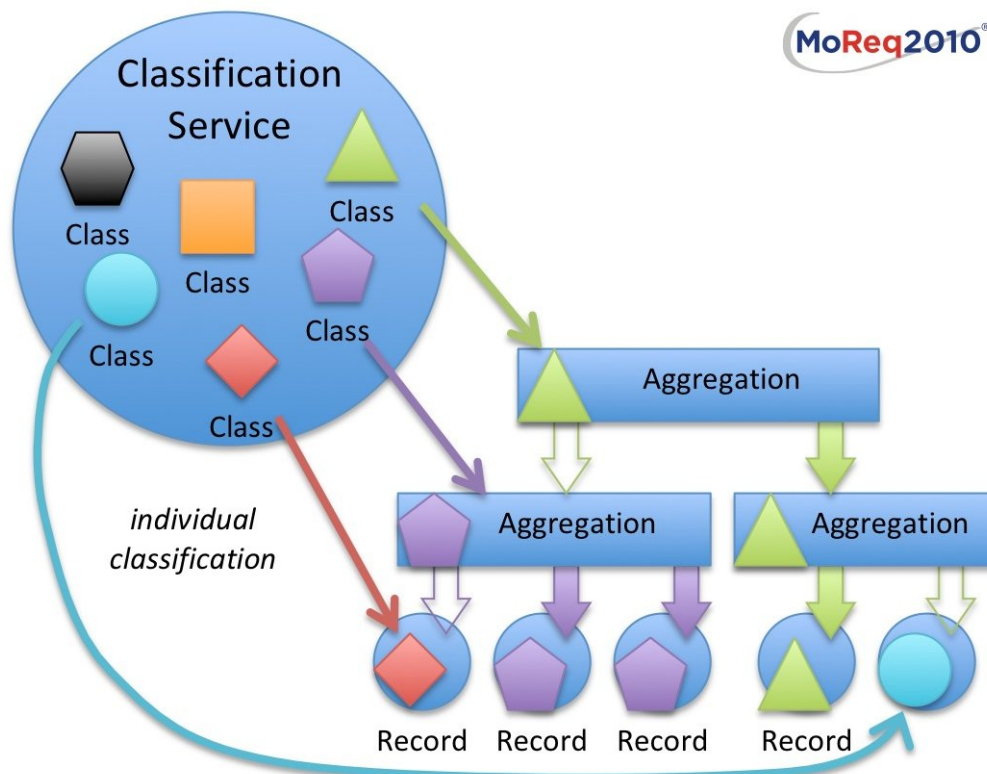 MoReq2010®
Classification
Service
Class
Class
Class
Class
Class
Class
individual
classification
Aggregation
Aggregation
Aggregation
Record
Record
Record
Record